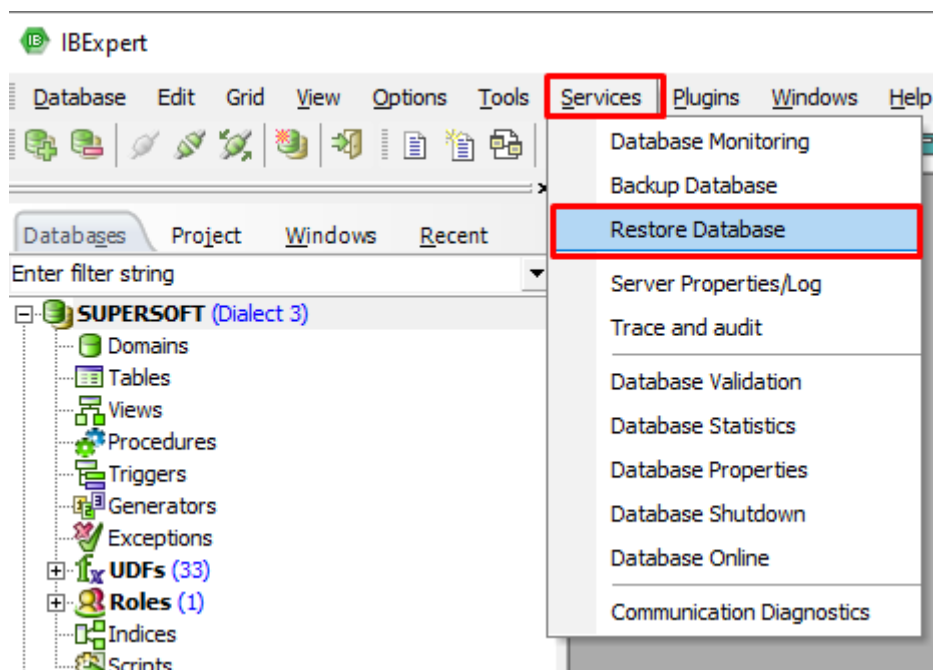 IBExpert
Database Edit Grid View Options Tools Services Plugins Windows Help
Databases Project Windows Recent
Enter filter string
SUPERSOFT (Dialect 3)
Domains
Tables
Views
Procedures
Triggers
Generators
Exceptions
UDFs (33)
Roles (1)
Indices
Scripts
Database Monitoring
Backup Database
Restore Database
Server Properties/Log
Trace and audit
Database Validation
Database Statistics
Database Properties
Database Shutdown
Database Online
Communication Diagnostics